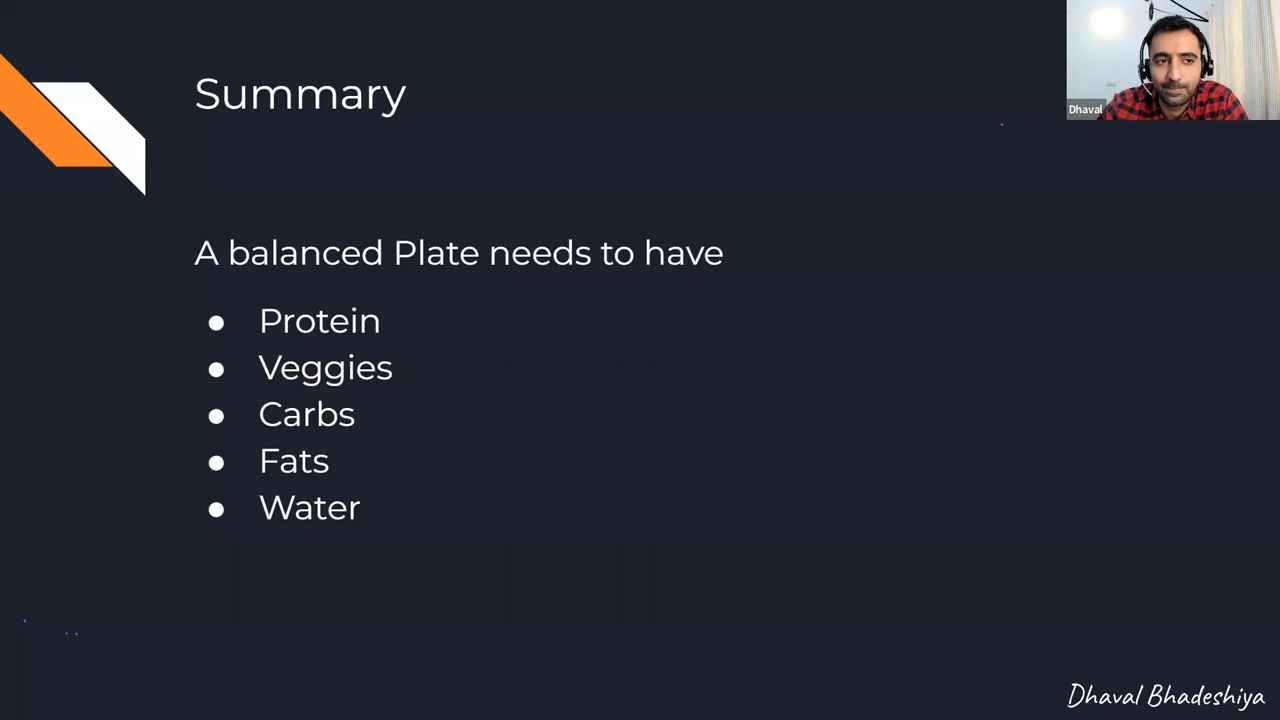 Summary
Dhaval
A balanced Plate needs to have
● Protein
● Veggies
● Carbs
● Fats
● Water
Dhaval Bhadeshiya